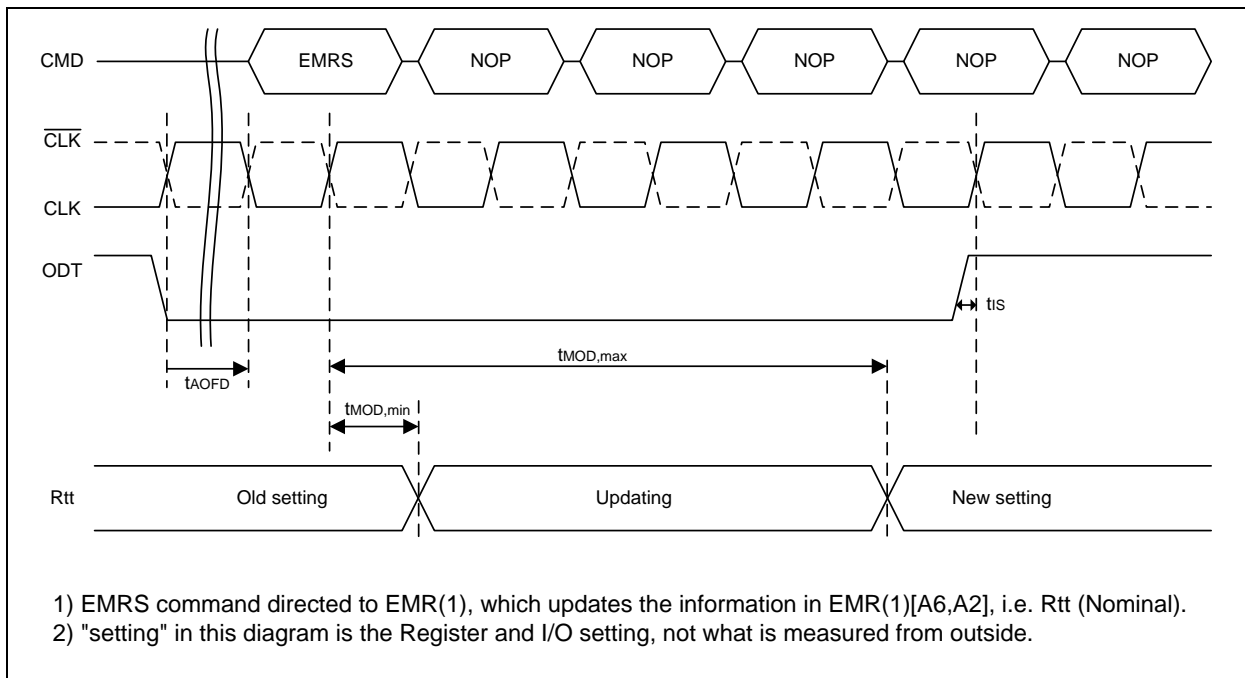 CMD EMRS NOP NOP NOP NOP NOP
CLK
CLK
ODT
tIS
tMOD,max
tAOFD
tMOD,min
Rtt Old setting Updating New setting
1) EMRS command directed to EMR(1), which updates the information in EMR(1)[A6,A2], i.e. Rtt (Nominal).
2) "setting" in this diagram is the Register and I/O setting, not what is measured from outside.